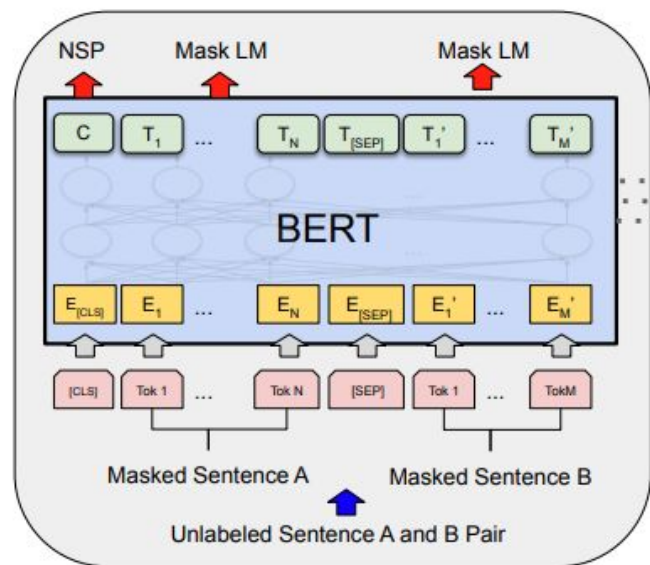 NSP Mask LM Mask LM
C T1 ... TN T[SEP] T1' ... TM'
BERT
E[CLS] E1 ... EN E[SEP] E1' ... EM'
[CLS] Tok 1 ... Tok N [SEP] Tok 1 ... TokM
Masked Sentence A Masked Sentence B
Unlabeled Sentence A and B Pair